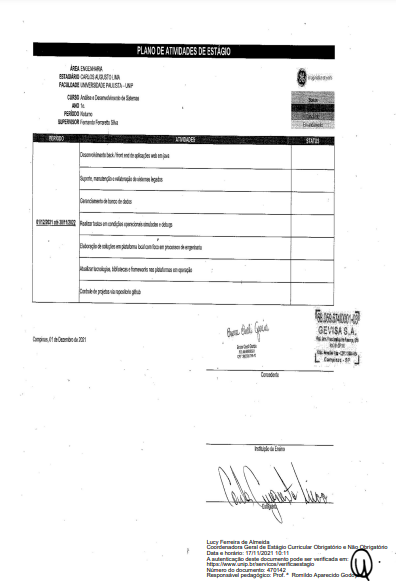 PLANO DE ATIVIDADES DE ESTÁGIO
ÁREA ENGENHARIA
ESTAGIÁRIO CARLOS AUGUSTO LIMA
FACULDADE UNIVERSIDADE PAULISTA - UNIP
CURSO Análise e Desenvolvimento de Sistemas
ANO 1o.
PERÍODO Noturno
SUPERVISOR Fernando Ferraretto Silva
Status
PERÍODO ATIVIDADES STATUS
Desenvolvimento back / front end de aplicações web em java
Suporte, manutenção e elaboração de sistemas legados
Gerenciamento de banco de dados
01/12/2021 até 30/11/2022 Realizar testes em condições operacionais simuladas e debugs
Elaboração de soluções em plataforma local com foco em processos de engenharia
Atualizar tecnologias, bibliotecas e frameworks nas plataformas em operação
Controle de projetos via repositório github
Campinas, 01 de Dezembro de 2021
GEVISA S.A.
Campinas - SP
Concedente
Instituição de Ensino
Carlos Augusto Lima
Estagiário
Lucy Ferreira de Almeida
Coordenadora Geral de Estágio Curricular Obrigatório e Não Obrigatório
Data e horário: 17/11/2021 10:11
A autenticação deste documento pode ser verificada em:
https://www.unip.br/servicos/verificaestagio
Número do documento: 470142
Responsável pedagógico: Prof. ª Romildo Aparecido